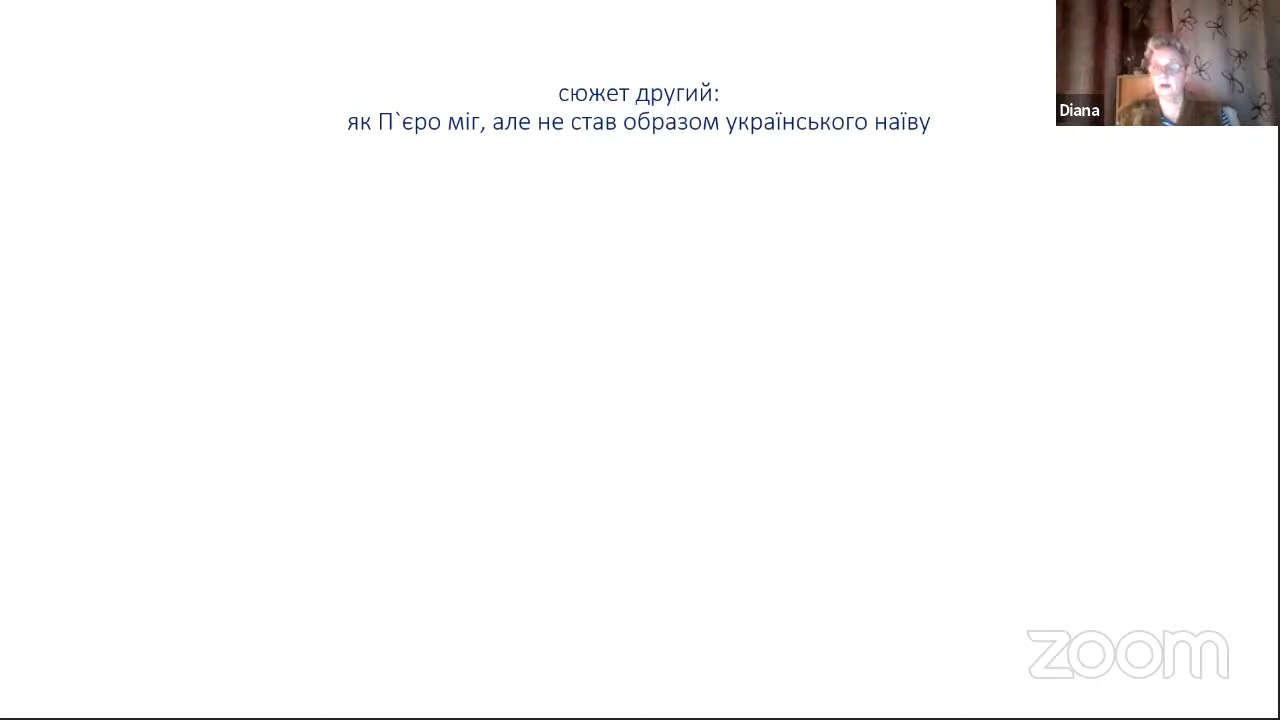 сюжет другий:
як П`єро міг, але не став образом українського наїву
Diana
zoom